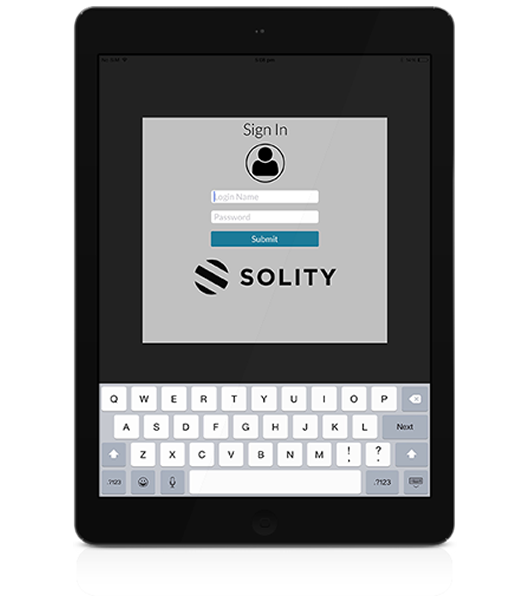 Sign In
Login Name
Password
Submit
SOLITY
Q W E R T Y U I O P
A S D F G H J K L Next
Z X C V B N M ! , ? .
.?123 .?123